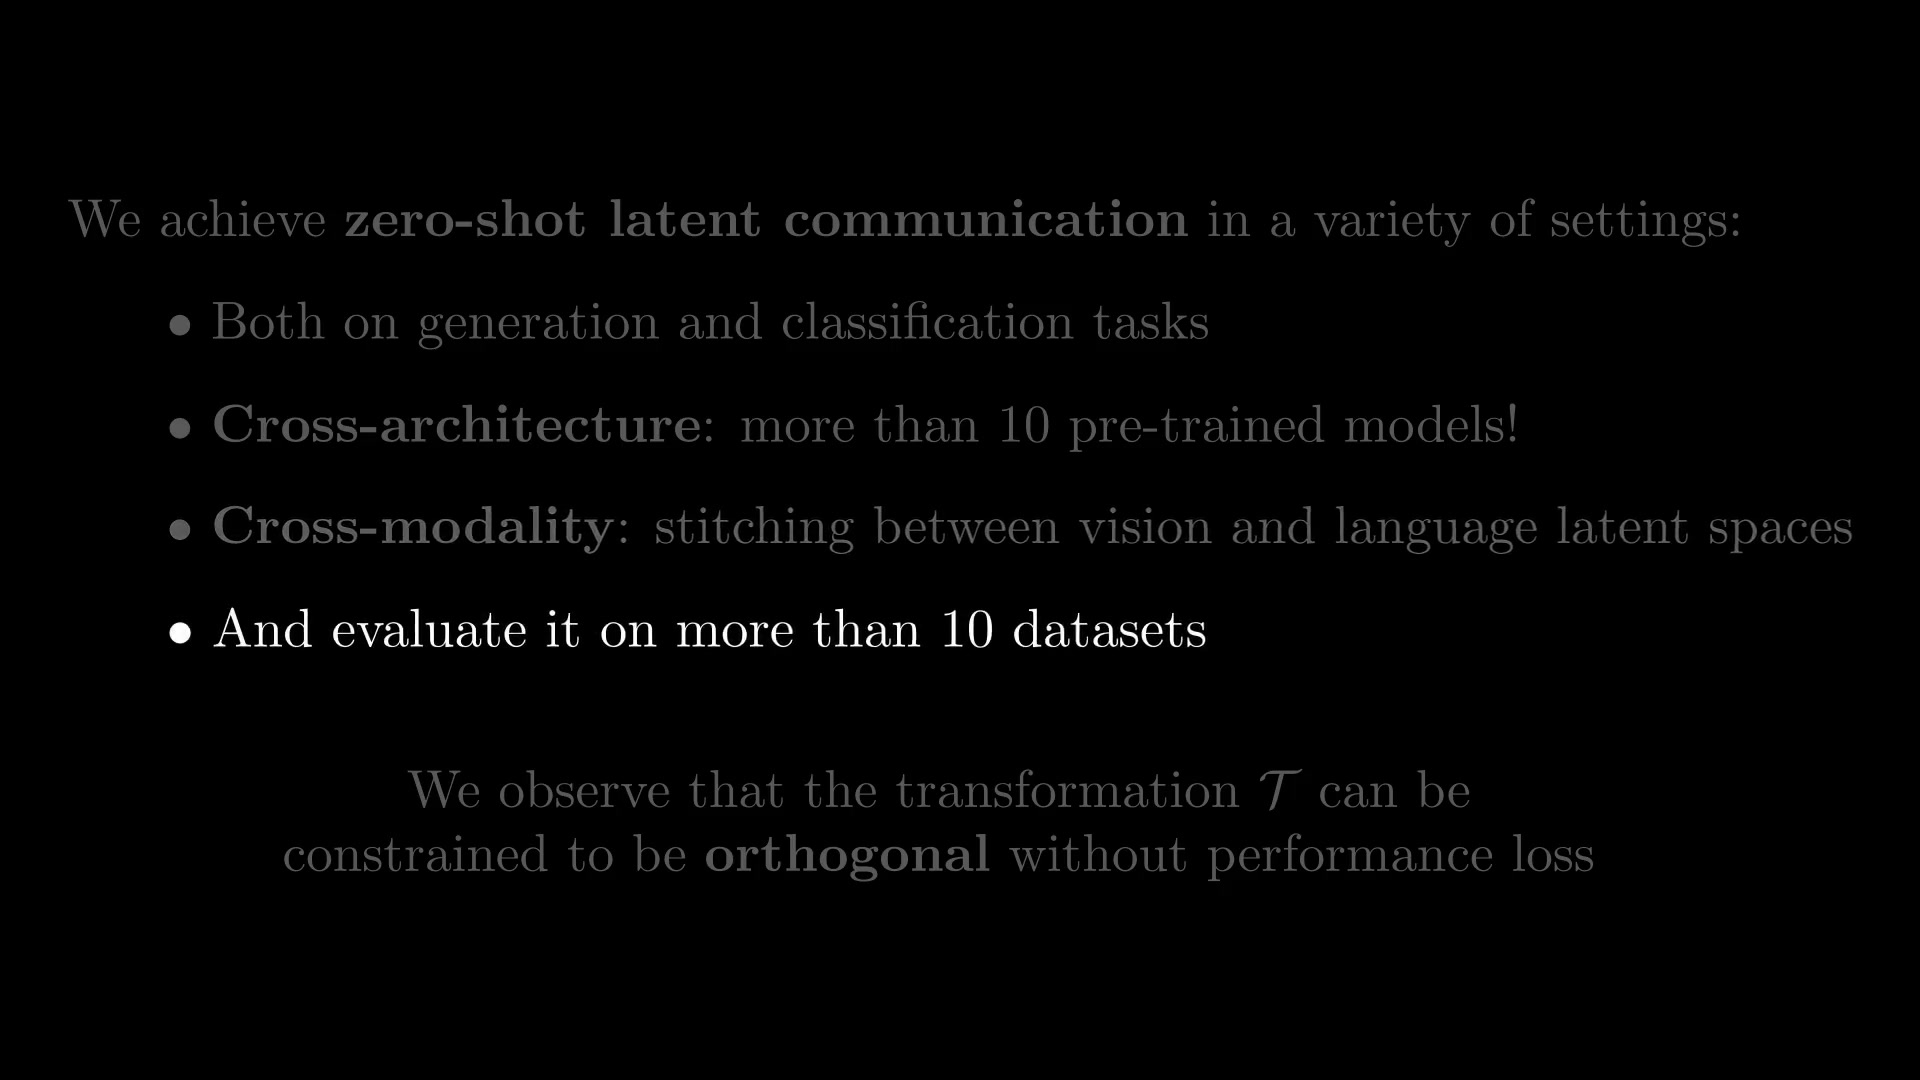 We achieve zero-shot latent communication in a variety of settings:
• Both on generation and classification tasks
• Cross-architecture: more than 10 pre-trained models!
• Cross-modality: stitching between vision and language latent spaces
• And evaluate it on more than 10 datasets
We observe that the transformation 𝒯 can be
constrained to be orthogonal without performance loss